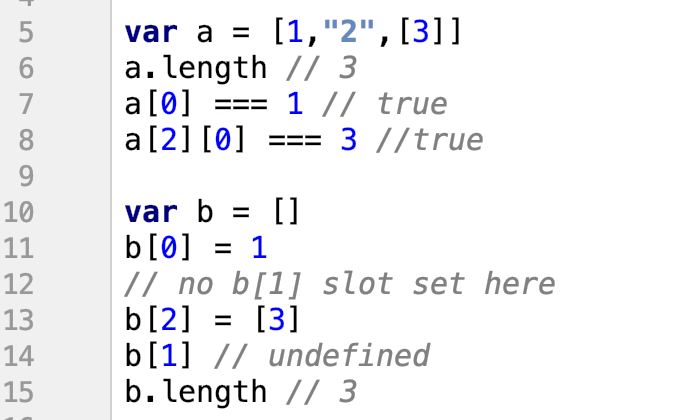 5 var a = [1,"2",[3]]
6 a.length // 3
7 a[0] === 1 // true
8 a[2][0] === 3 //true
9
10 var b = []
11 b[0] = 1
12 // no b[1] slot set here
13 b[2] = [3]
14 b[1] // undefined
15 b.length // 3